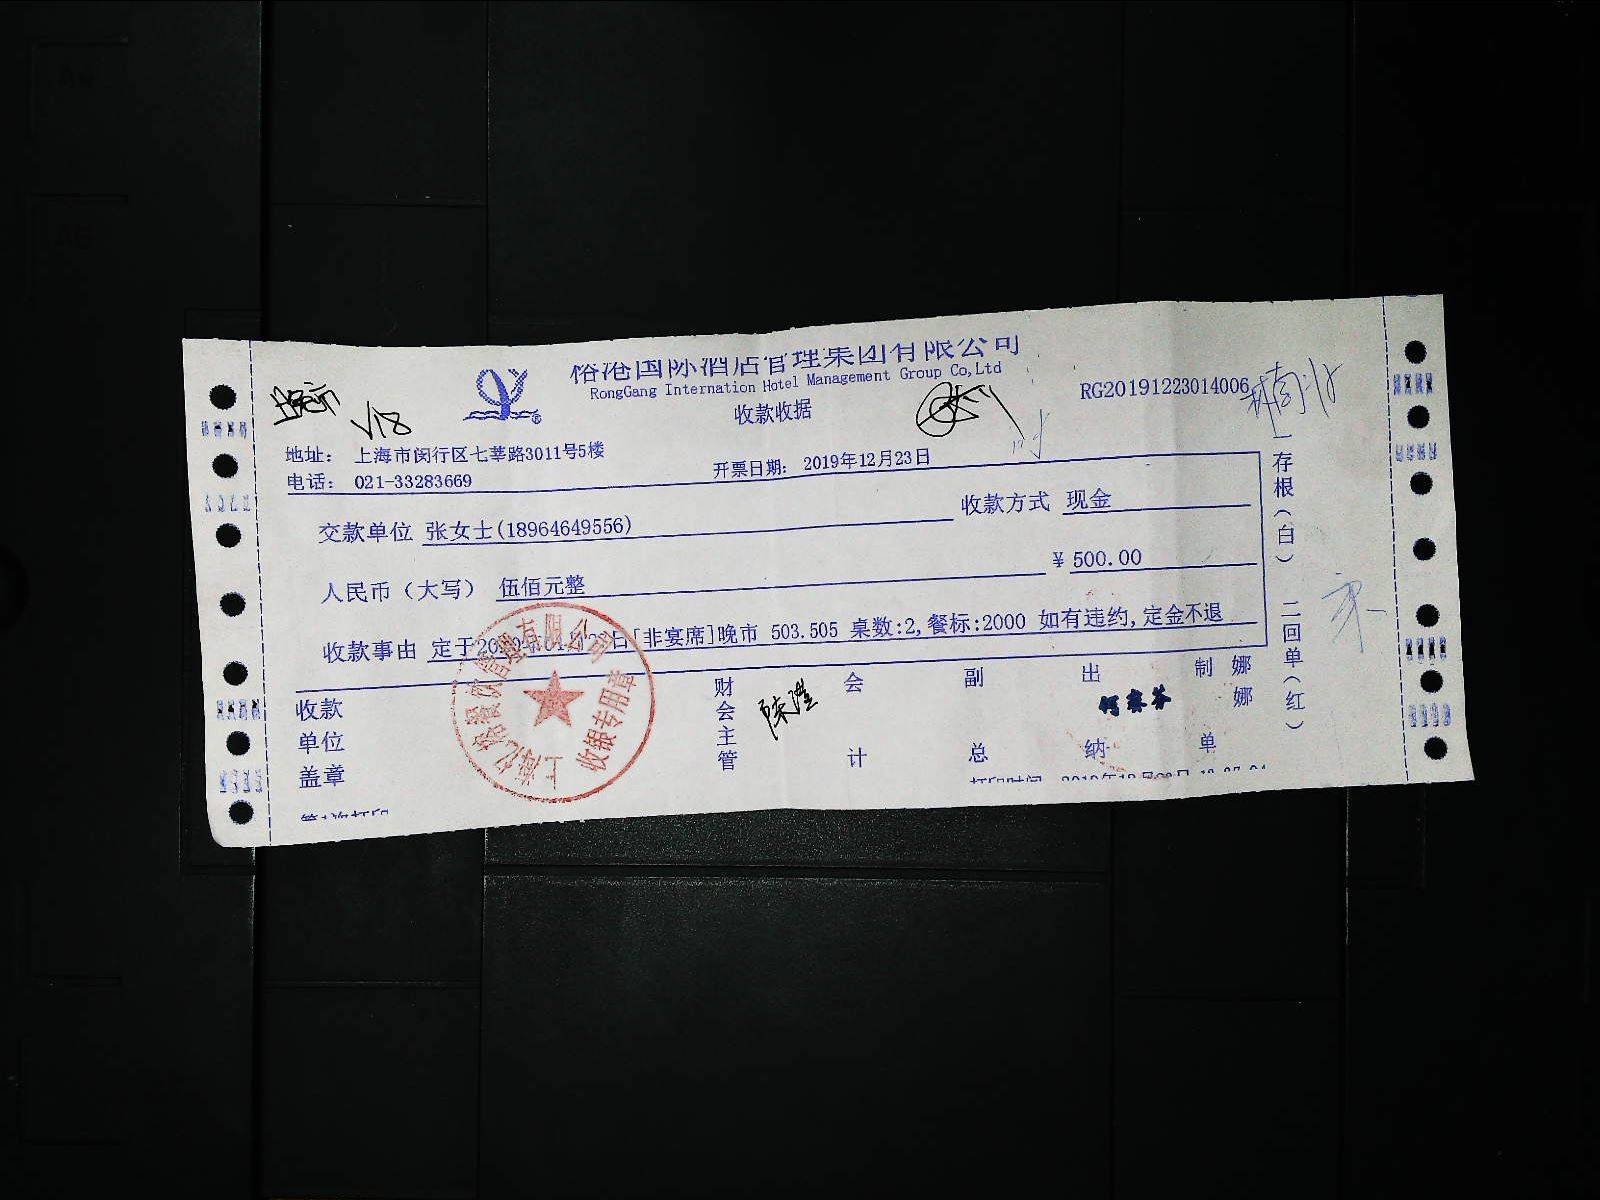 国际酒店管理集团有限公司
RongGang Internation Hotel Management Group Co,Ltd
收款收据
RG20191223014006
V18
地址： 上海市闵行区七莘路3011号5楼
电话： 021-33283669
开票日期： 2019年12月23日
交款单位 张女士(18964649556)
收款方式 现金
人民币（大写） 伍佰元整
¥ 500.00
收款事由 定于 日[非宴席]晚市 503.505 桌数:2,餐标:2000 如有违约,定金不退
收款单位盖章
财会主管
会计
副总
出纳
制单
娜娜
存根（白） 二回单（红）
收银专用章